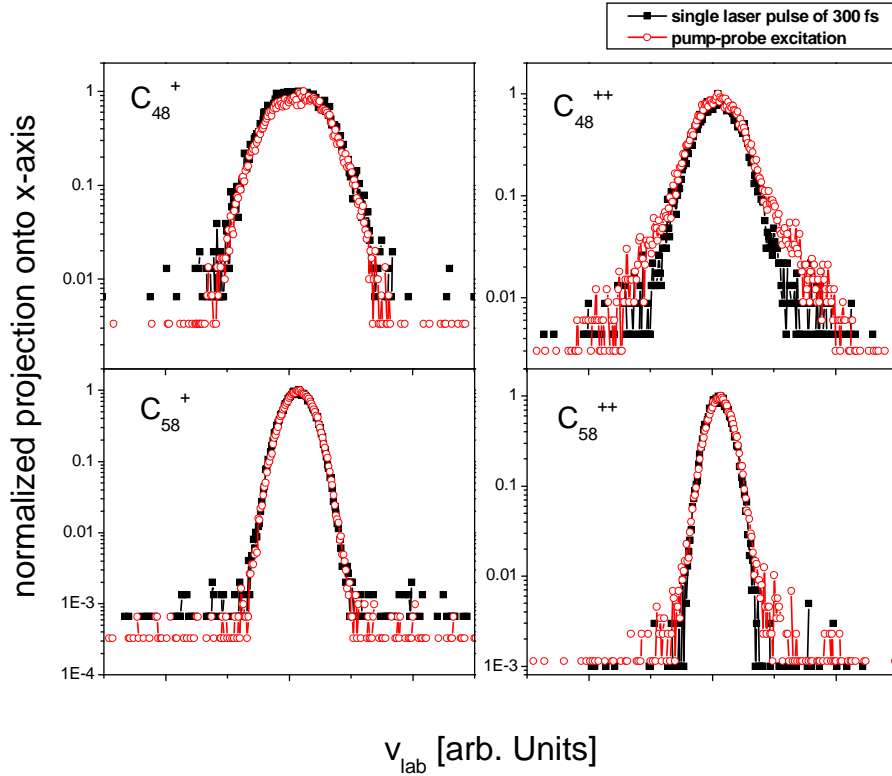 single laser pulse of 300 fs
pump-probe excitation
normalized projection onto x-axis
C48+
1
0.1
0.01
C48++
1
0.1
0.01
C58+
1
0.1
0.01
1E-3
1E-4
C58++
1
0.1
0.01
1E-3
vlab [arb. Units]